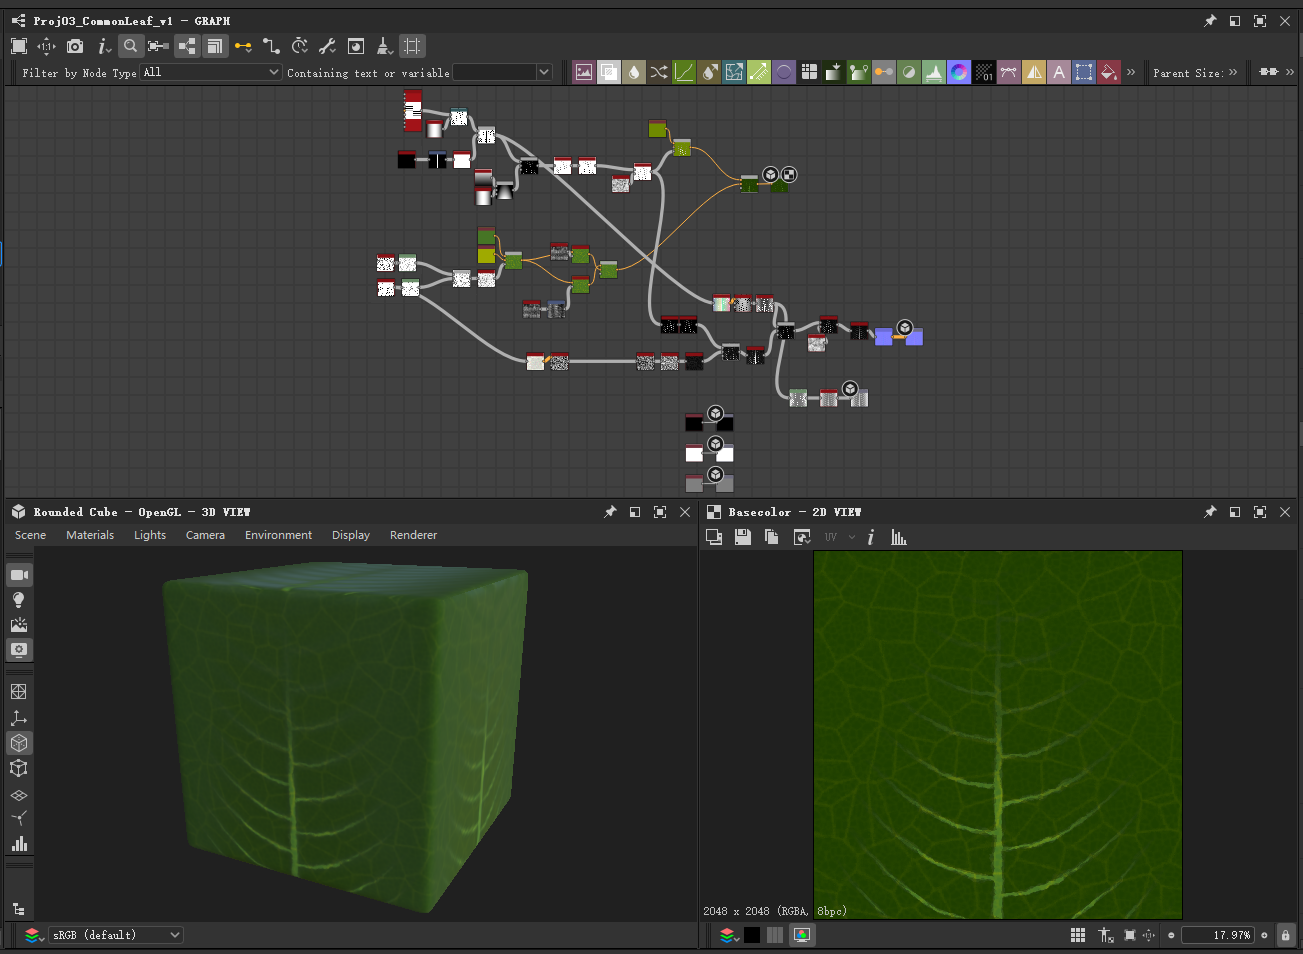 Proj03_CommonLeaf_v1 – GRAPH
Filter by Node Type All Containing text or variable Parent Size:
01
Rounded Cube – OpenGL – 3D VIEW
Scene Materials Lights Camera Environment Display Renderer
sRGB (default)
Basecolor – 2D VIEW
UV
2048 x 2048 (RGBA, 8bpc)
17.97%